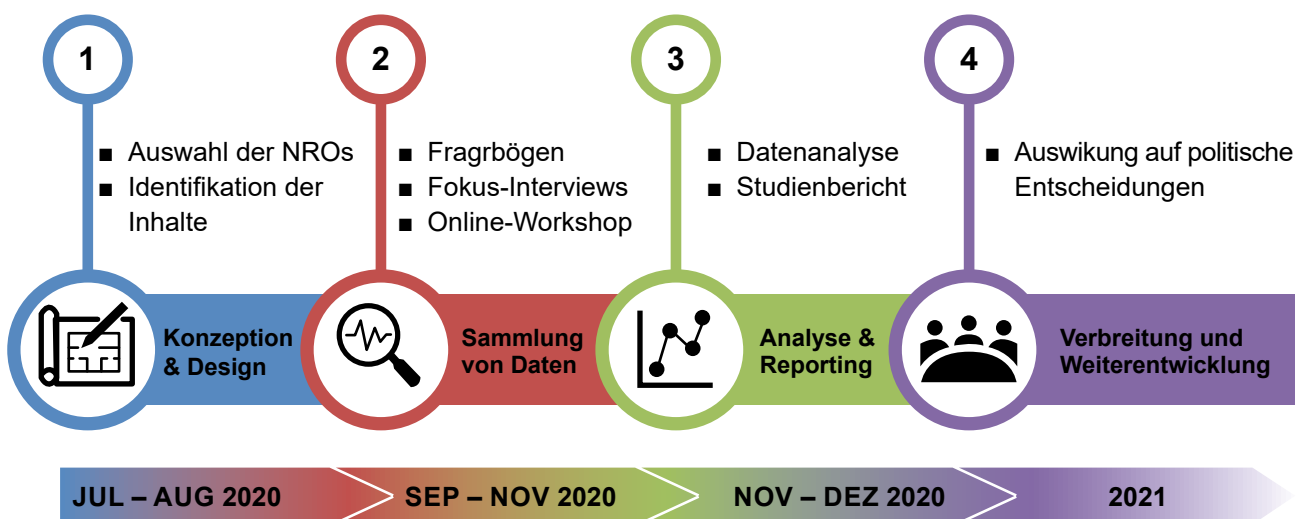 1
■ Auswahl der NROs
■ Identifikation der
Inhalte
Konzeption
& Design
2
■ Fragrbögen
■ Fokus-Interviews
■ Online-Workshop
Sammlung
von Daten
3
■ Datenanalyse
■ Studienbericht
Analyse &
Reporting
4
■ Auswikung auf politische
Entscheidungen
Verbreitung und
Weiterentwicklung
JUL – AUG 2020
SEP – NOV 2020
NOV – DEZ 2020
2021